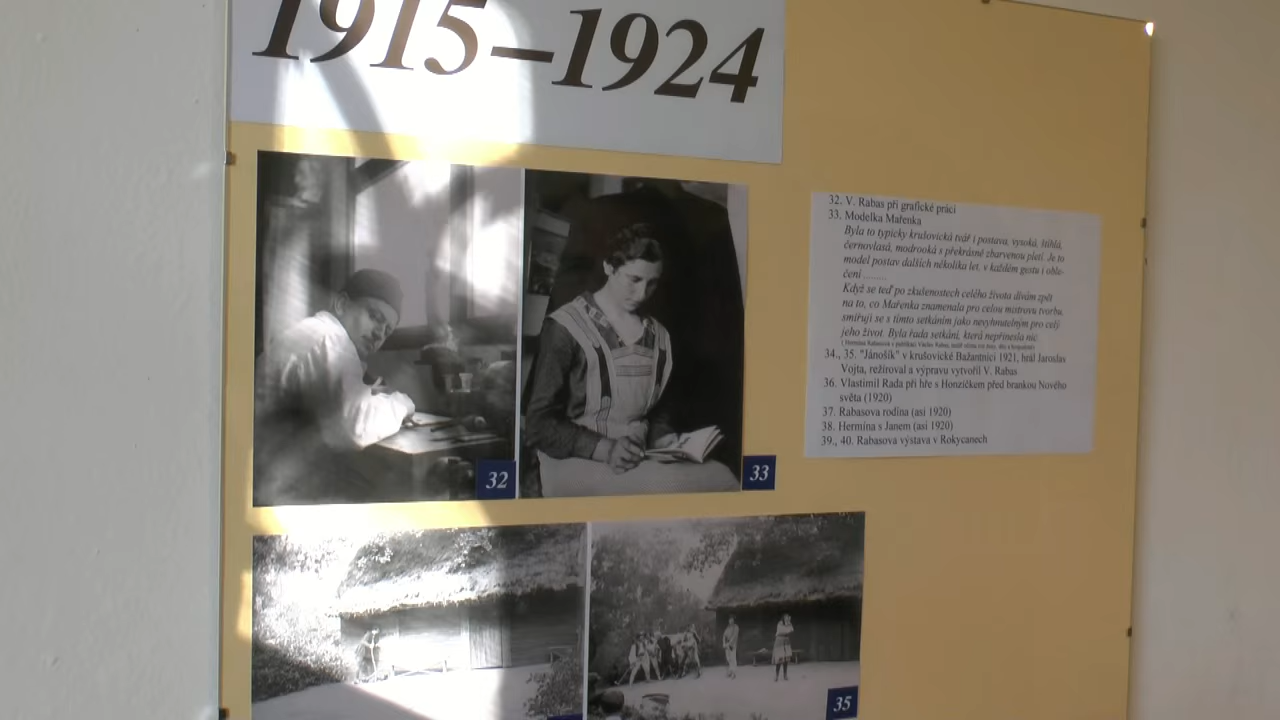 1915–1924
32. V. Rabas při grafické práci
33. Modelka Mařenka
Byla to typicky krušovická tvář i postava, vysoká, štíhlá,
černovlasá, modrooká s překrásně zbarvenou pletí. Je to
model postav dalších několika let, v každém gestu i oble-
čení ........
Když se teď po zkušenostech celého života dívám zpět
na to, co Mařenka znamenala pro celou mistrovu tvorbu,
smiřuji se s tímto setkáním jako nevyhnutelným pro celý
jeho život. Byla řada setkání, která nepřinesla nic.
34., 35. "Jánošík" v krušovické Bažantnici 1921, hrál Jaroslav
Vojta, režíroval a výpravu vytvořil V. Rabas
36. Vlastimil Rada při hře s Honzíčkem před brankou Nového
světa (1920)
37. Rabasova rodina (asi 1920)
38. Hermína s Janem (asi 1920)
39., 40. Rabasova výstava v Rokycanech
32
33
35